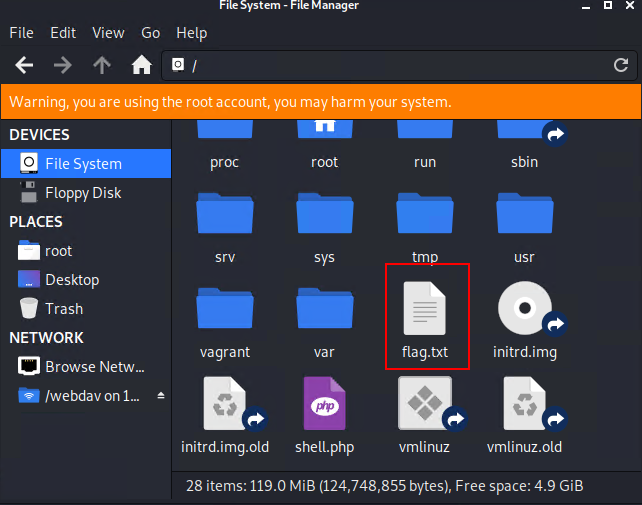 File System - File Manager
File Edit View Go Help
/
Warning, you are using the root account, you may harm your system.
DEVICES
File System
Floppy Disk
PLACES
root
Desktop
Trash
NETWORK
Browse Netw...
/webdav on 1...
proc root run sbin
srv sys tmp usr
vagrant var flag.txt initrd.img
php
initrd.img.old shell.php vmlinuz vmlinuz.old
28 items: 119.0 MiB (124,748,855 bytes), Free space: 4.9 GiB